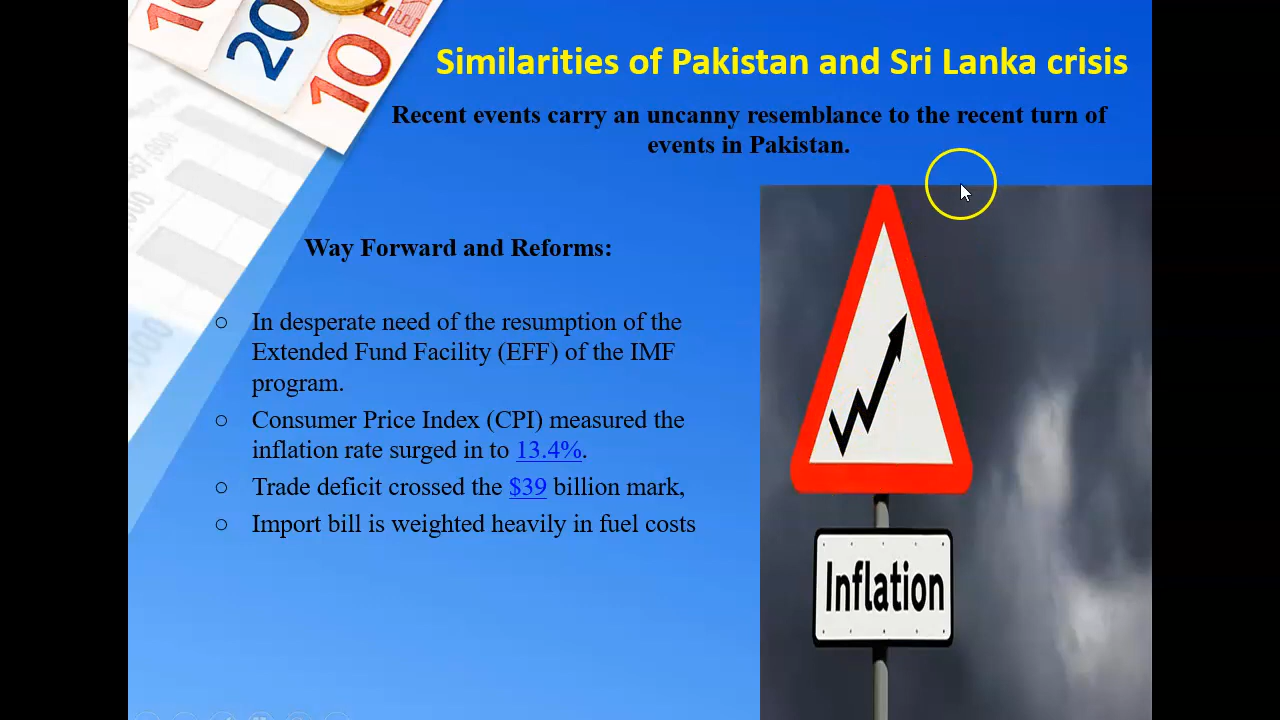 10
20
10
Similarities of Pakistan and Sri Lanka crisis
Recent events carry an uncanny resemblance to the recent turn of
events in Pakistan.
Way Forward and Reforms:
○ In desperate need of the resumption of the
Extended Fund Facility (EFF) of the IMF
program.
○ Consumer Price Index (CPI) measured the
inflation rate surged in to 13.4%.
○ Trade deficit crossed the $39 billion mark,
○ Import bill is weighted heavily in fuel costs
Inflation